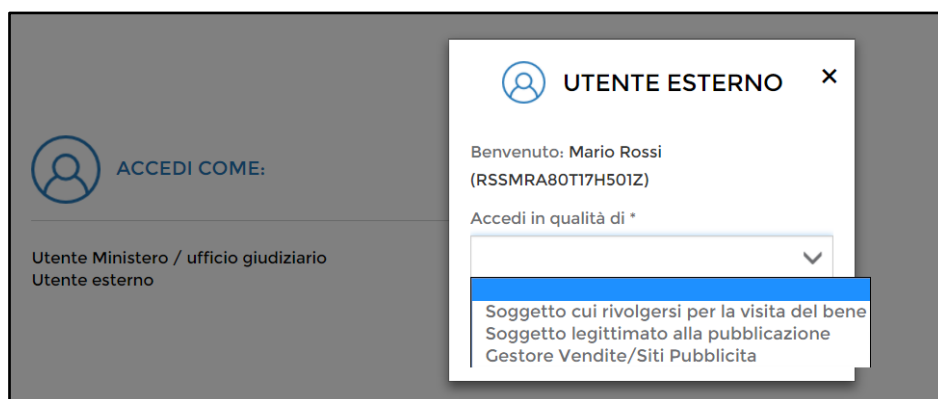 ACCEDI COME:
Utente Ministero / ufficio giudiziario
Utente esterno
UTENTE ESTERNO
×
Benvenuto: Mario Rossi
(RSSMRA80T17H501Z)
Accedi in qualità di *
Soggetto cui rivolgersi per la visita del bene
Soggetto legittimato alla pubblicazione
Gestore Vendite/Siti Pubblicita